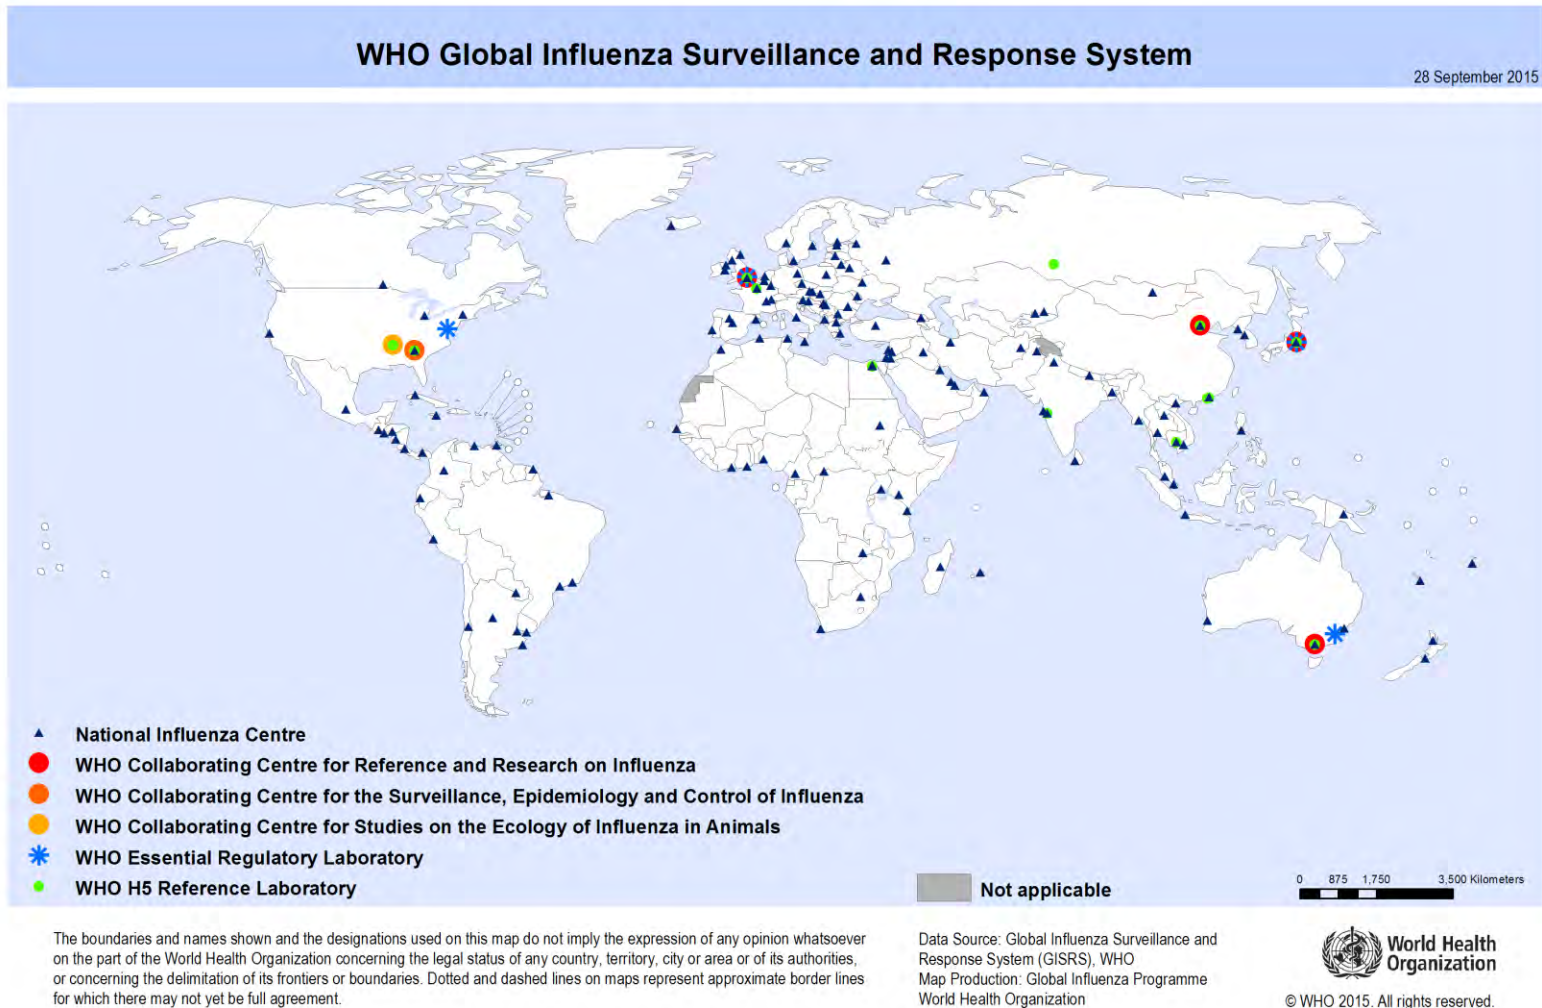 WHO Global Influenza Surveillance and Response System
28 September 2015
National Influenza Centre
WHO Collaborating Centre for Reference and Research on Influenza
WHO Collaborating Centre for the Surveillance, Epidemiology and Control of Influenza
WHO Collaborating Centre for Studies on the Ecology of Influenza in Animals
WHO Essential Regulatory Laboratory
WHO H5 Reference Laboratory
Not applicable
0 875 1,750 3,500 Kilometers
The boundaries and names shown and the designations used on this map do not imply the expression of any opinion whatsoever
on the part of the World Health Organization concerning the legal status of any country, territory, city or area or of its authorities,
or concerning the delimitation of its frontiers or boundaries. Dotted and dashed lines on maps represent approximate border lines
for which there may not yet be full agreement.
Data Source: Global Influenza Surveillance and
Response System (GISRS), WHO
Map Production: Global Influenza Programme
World Health Organization
World Health
Organization
© WHO 2015. All rights reserved.